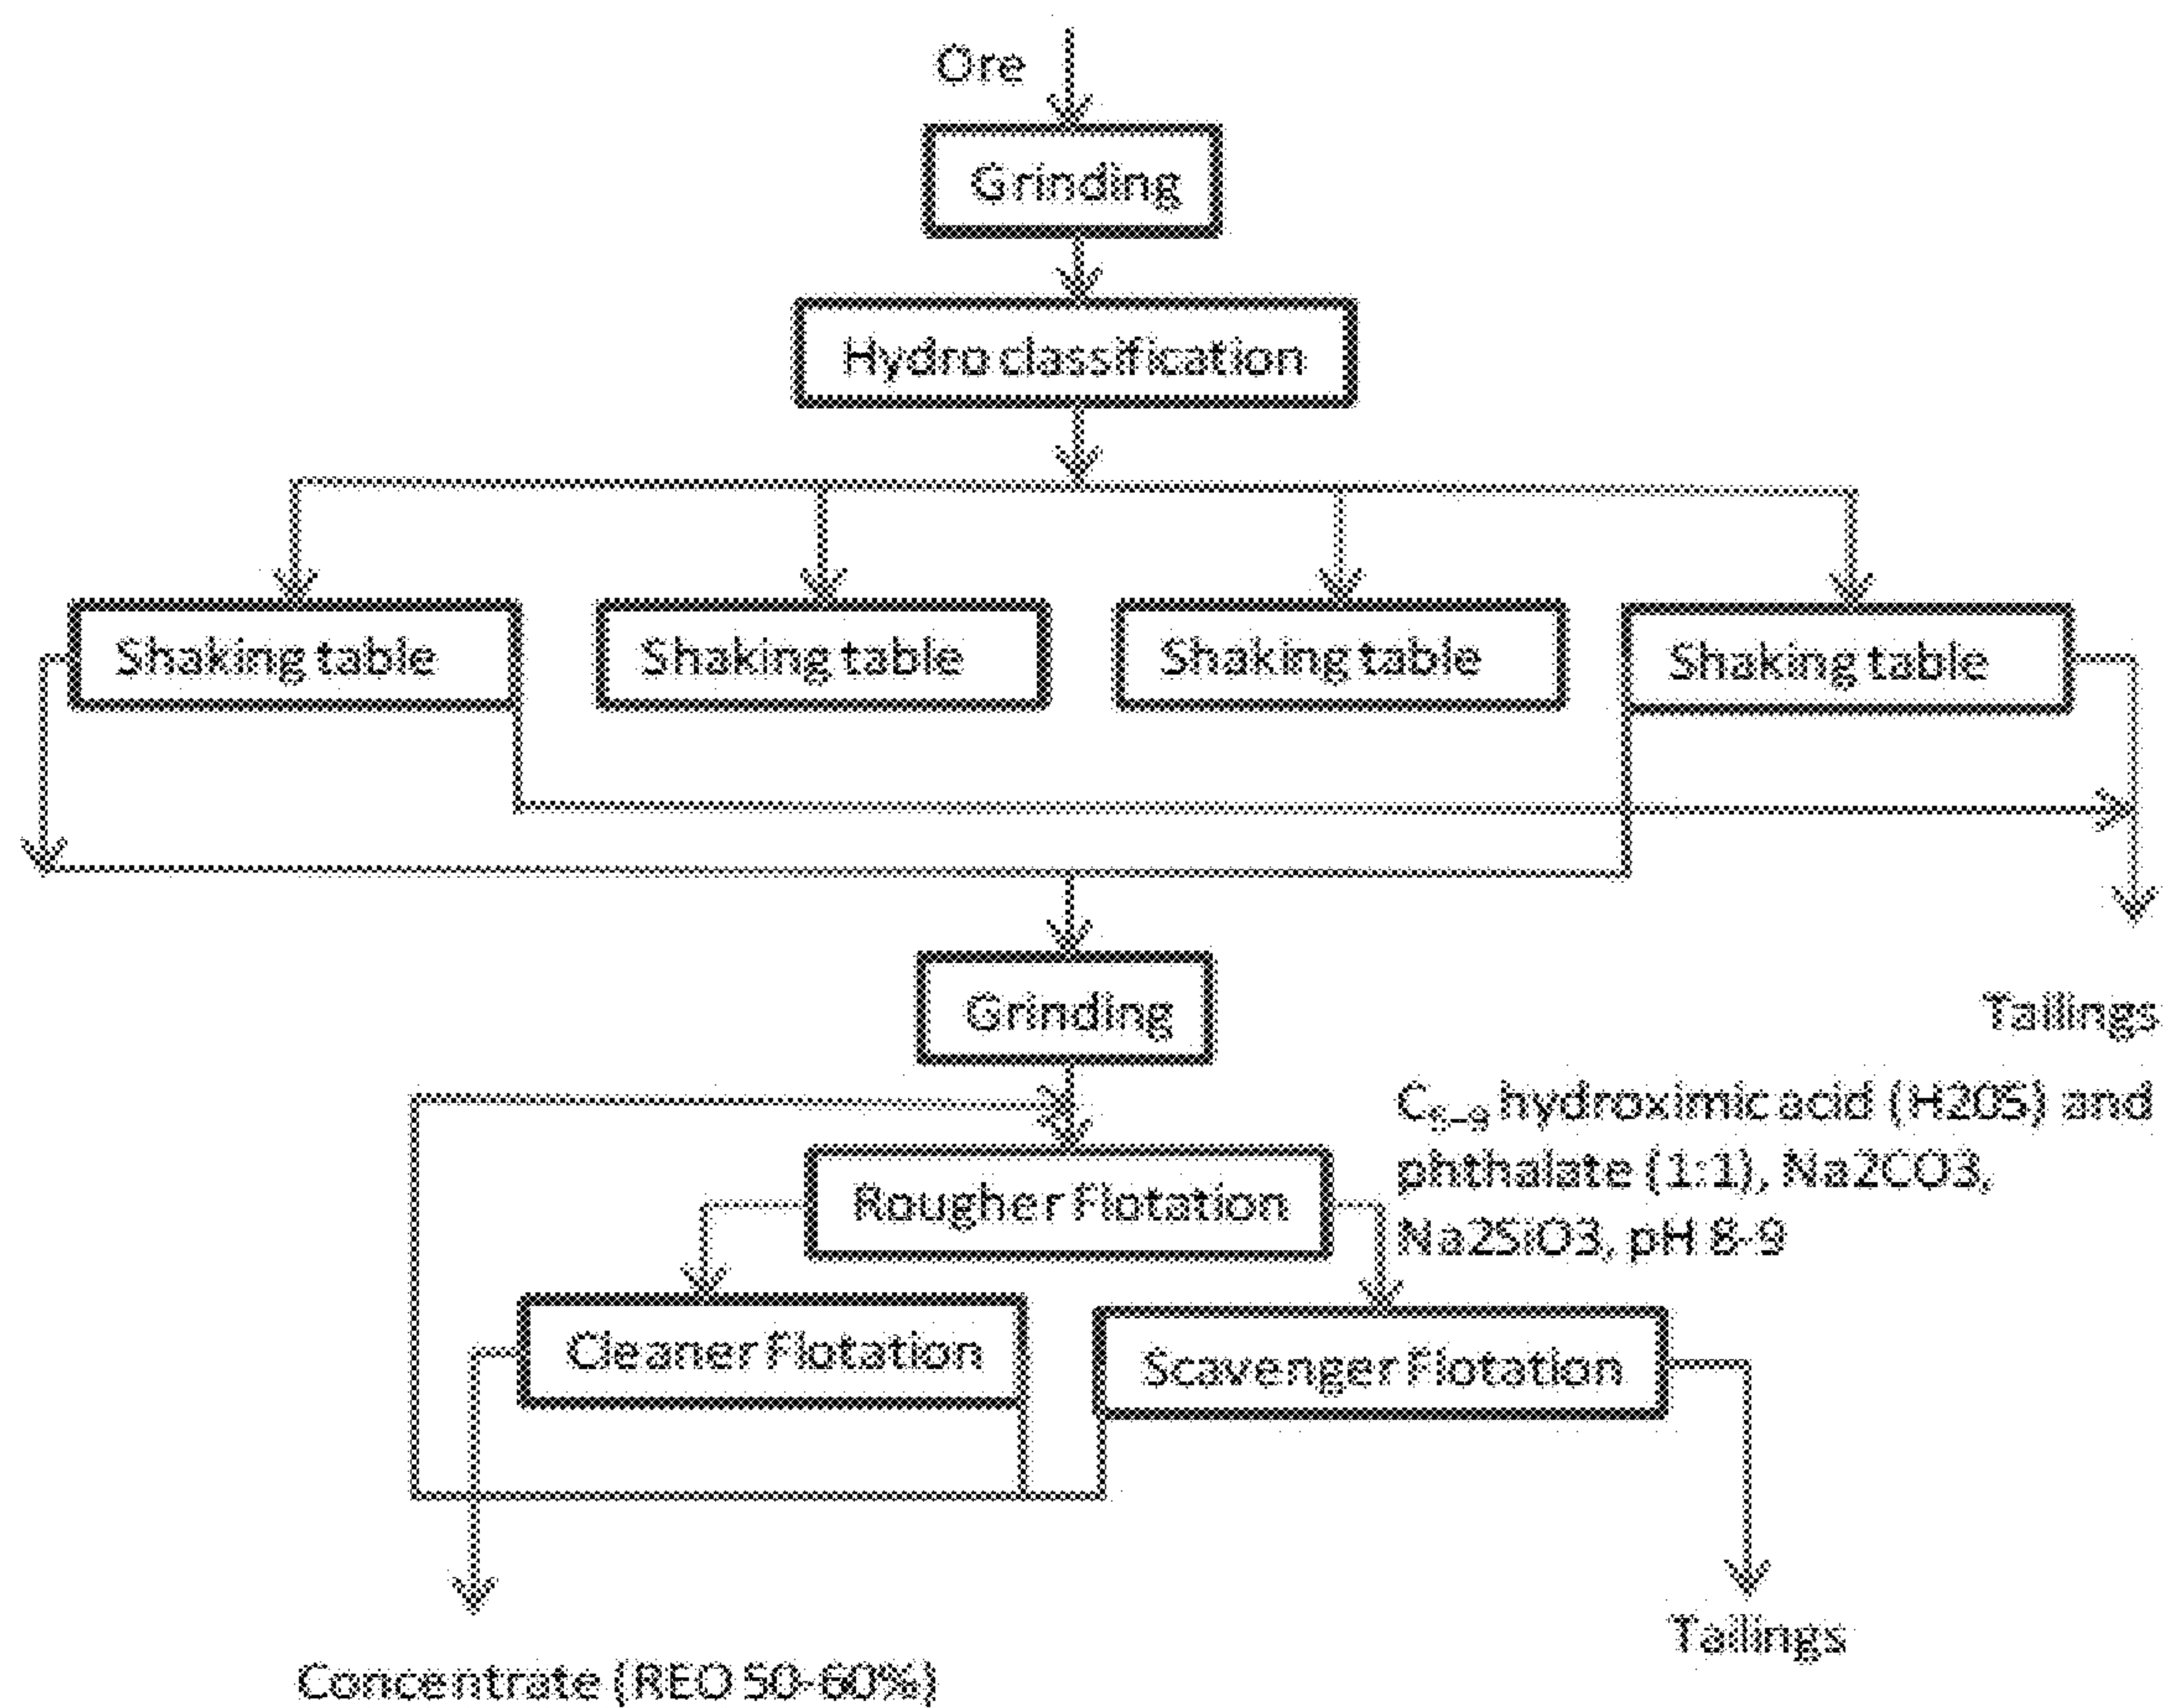 Ore
Grinding
Hydro classification
Shaking table
Shaking table
Shaking table
Shaking table
Grinding
Tailings
C5-9 hydroximic acid (H205) and
phthalate (1:1), Na2CO3,
Na2SiO3, pH 8-9
Rougher Flotation
Cleaner Flotation
Scavenger Flotation
Tailings
Concentrate (REO 50-60%)